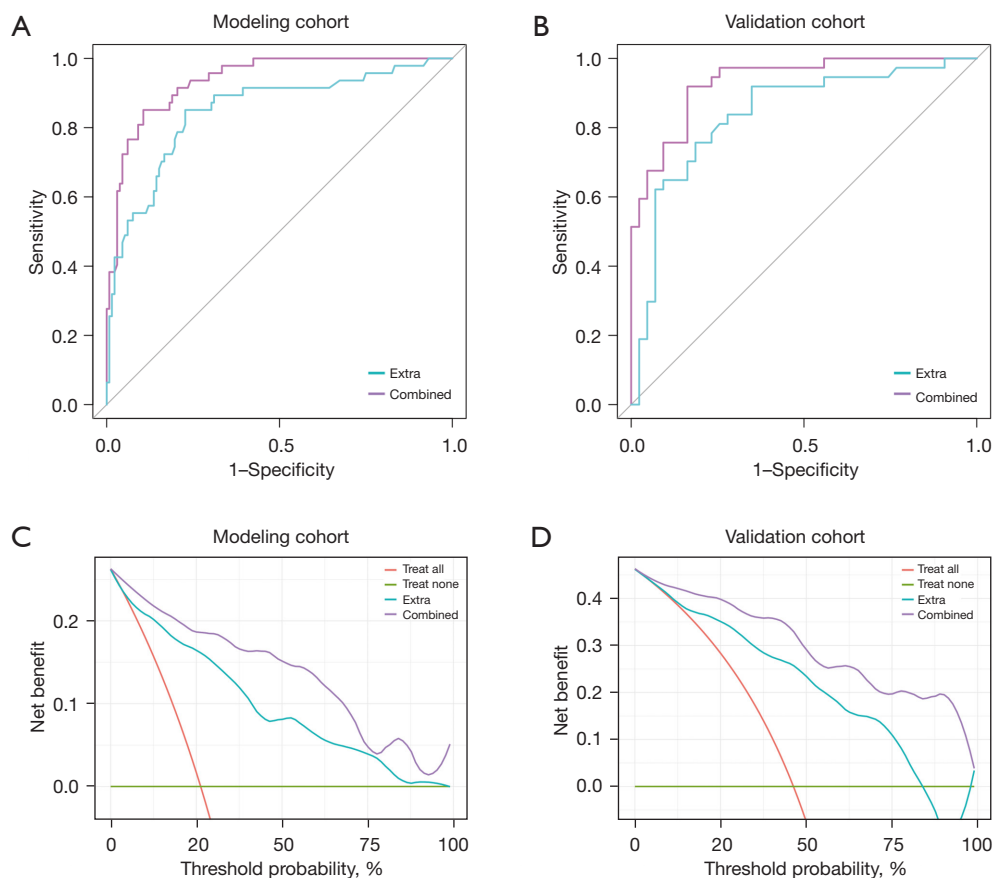 A
Modeling cohort
1.0
0.8
0.6
0.4
0.2
0.0
Sensitivity
Extra
Combined
0.0 0.5 1.0
1–Specificity
B
Validation cohort
1.0
0.8
0.6
0.4
0.2
0.0
Sensitivity
Extra
Combined
0.0 0.5 1.0
1–Specificity
C
Modeling cohort
Treat all
Treat none
Extra
Combined
0.2
0.1
0.0
Net benefit
0 20 50 75 100
Threshold probability, %
D
Validation cohort
Treat all
Treat none
Extra
Combined
0.4
0.3
0.2
0.1
0.0
Net benefit
0 20 50 75 100
Threshold probability, %